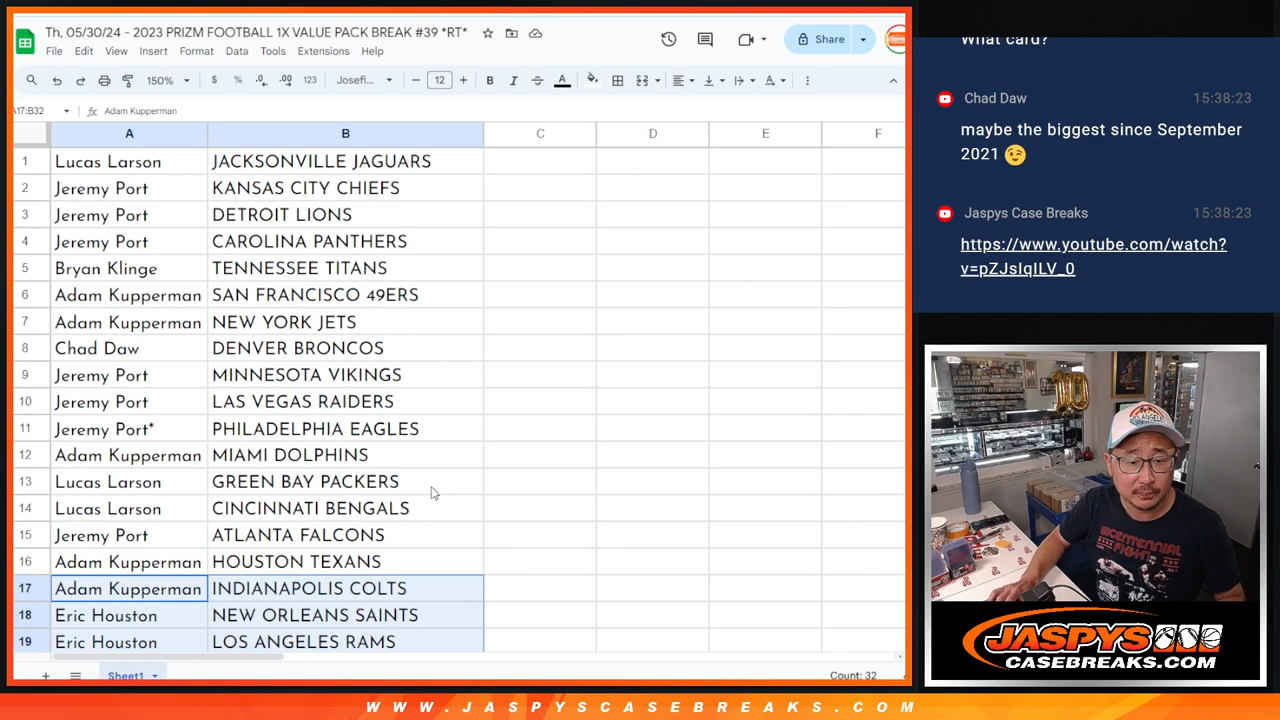 Th, 05/30/24 - 2023 PRIZM FOOTBALL 1X VALUE PACK BREAK #39 *RT*
File Edit View Insert Format Data Tools Extensions Help
Share
150% $ % .0 .00 123 Josefi... - 12 + B I A
A17:B32 fx Adam Kupperman
A B C D E F
1 Lucas Larson JACKSONVILLE JAGUARS
2 Jeremy Port KANSAS CITY CHIEFS
3 Jeremy Port DETROIT LIONS
4 Jeremy Port CAROLINA PANTHERS
5 Bryan Klinge TENNESSEE TITANS
6 Adam Kupperman SAN FRANCISCO 49ERS
7 Adam Kupperman NEW YORK JETS
8 Chad Daw DENVER BRONCOS
9 Jeremy Port MINNESOTA VIKINGS
10 Jeremy Port LAS VEGAS RAIDERS
11 Jeremy Port* PHILADELPHIA EAGLES
12 Adam Kupperman MIAMI DOLPHINS
13 Lucas Larson GREEN BAY PACKERS
14 Lucas Larson CINCINNATI BENGALS
15 Jeremy Port ATLANTA FALCONS
16 Adam Kupperman HOUSTON TEXANS
17 Adam Kupperman INDIANAPOLIS COLTS
18 Eric Houston NEW ORLEANS SAINTS
19 Eric Houston LOS ANGELES RAMS
Sheet1
Count: 32
What card?
Chad Daw 15:38:23
maybe the biggest since September
2021
Jaspys Case Breaks 15:38:23
https://www.youtube.com/watch?
v=pZJsIqILV_0
LOS ANGELES
BICENTENNIAL
FIGHT
JASPYS
CASEBREAKS.COM
WWW.JASPYSCASEBREAKS.COM